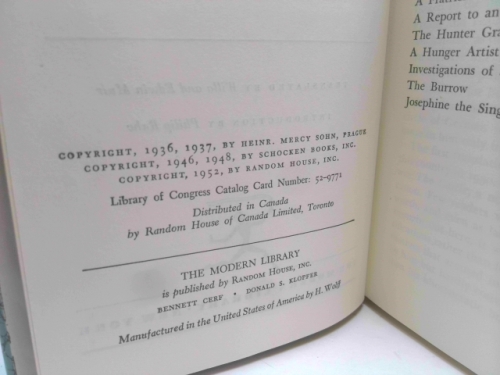 COPYRIGHT, 1936, 1937, BY HEINE. MERCY SOHN, PRAGUE
COPYRIGHT, 1946, 1948, BY SCHOCKEN BOOKS, INC.
COPYRIGHT, 1952, BY RANDOM HOUSE, INC.
Library of Congress Catalog Card Number: 52-9771
Distributed in Canada
by Random House of Canada Limited, Toronto
THE MODERN LIBRARY
is published by RANDOM HOUSE, INC.
BENNETT CERF • DONALD S. KLOPFER
Manufactured in the United States of America by H. Wolff
A Report to an
The Hunter Gra
A Hunger Artist
Investigations of
The Burrow
Josephine the Sing